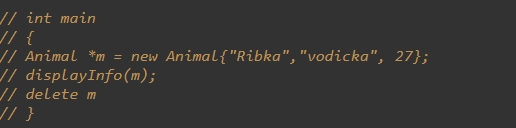 // int main
// {
// Animal *m = new Animal{"Ribka","vodicka", 27};
// displayInfo(m);
// delete m
// }